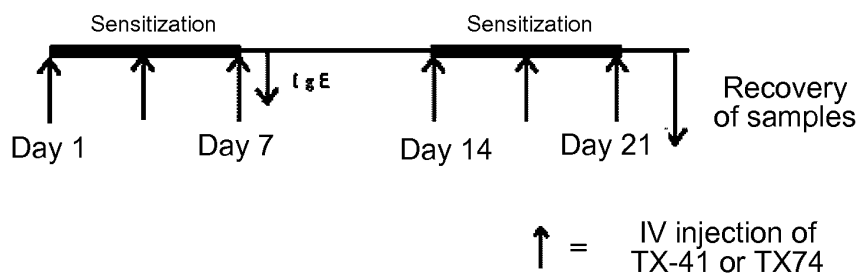 Sensitization
Sensitization
IgE
Recovery
of samples
Day 1
Day 7
Day 14
Day 21
=
IV injection of
TX-41 or TX74